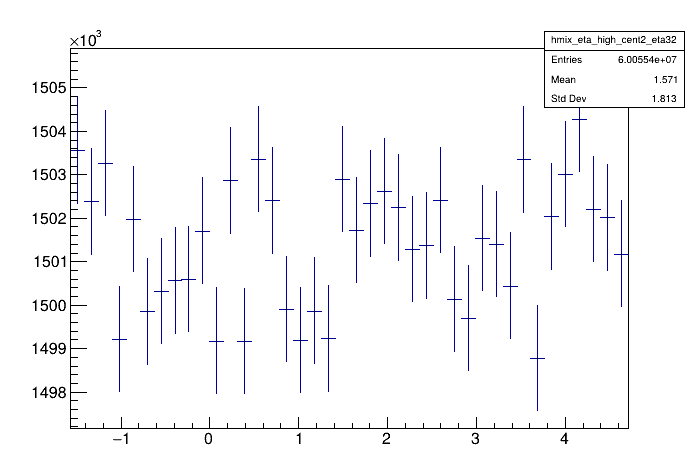 ×10³
hmix_eta_high_cent2_eta32
Entries 6.00554e+07
Mean 1.571
Std Dev 1.813
1505
1504
1503
1502
1501
1500
1499
1498
−1 0 1 2 3 4